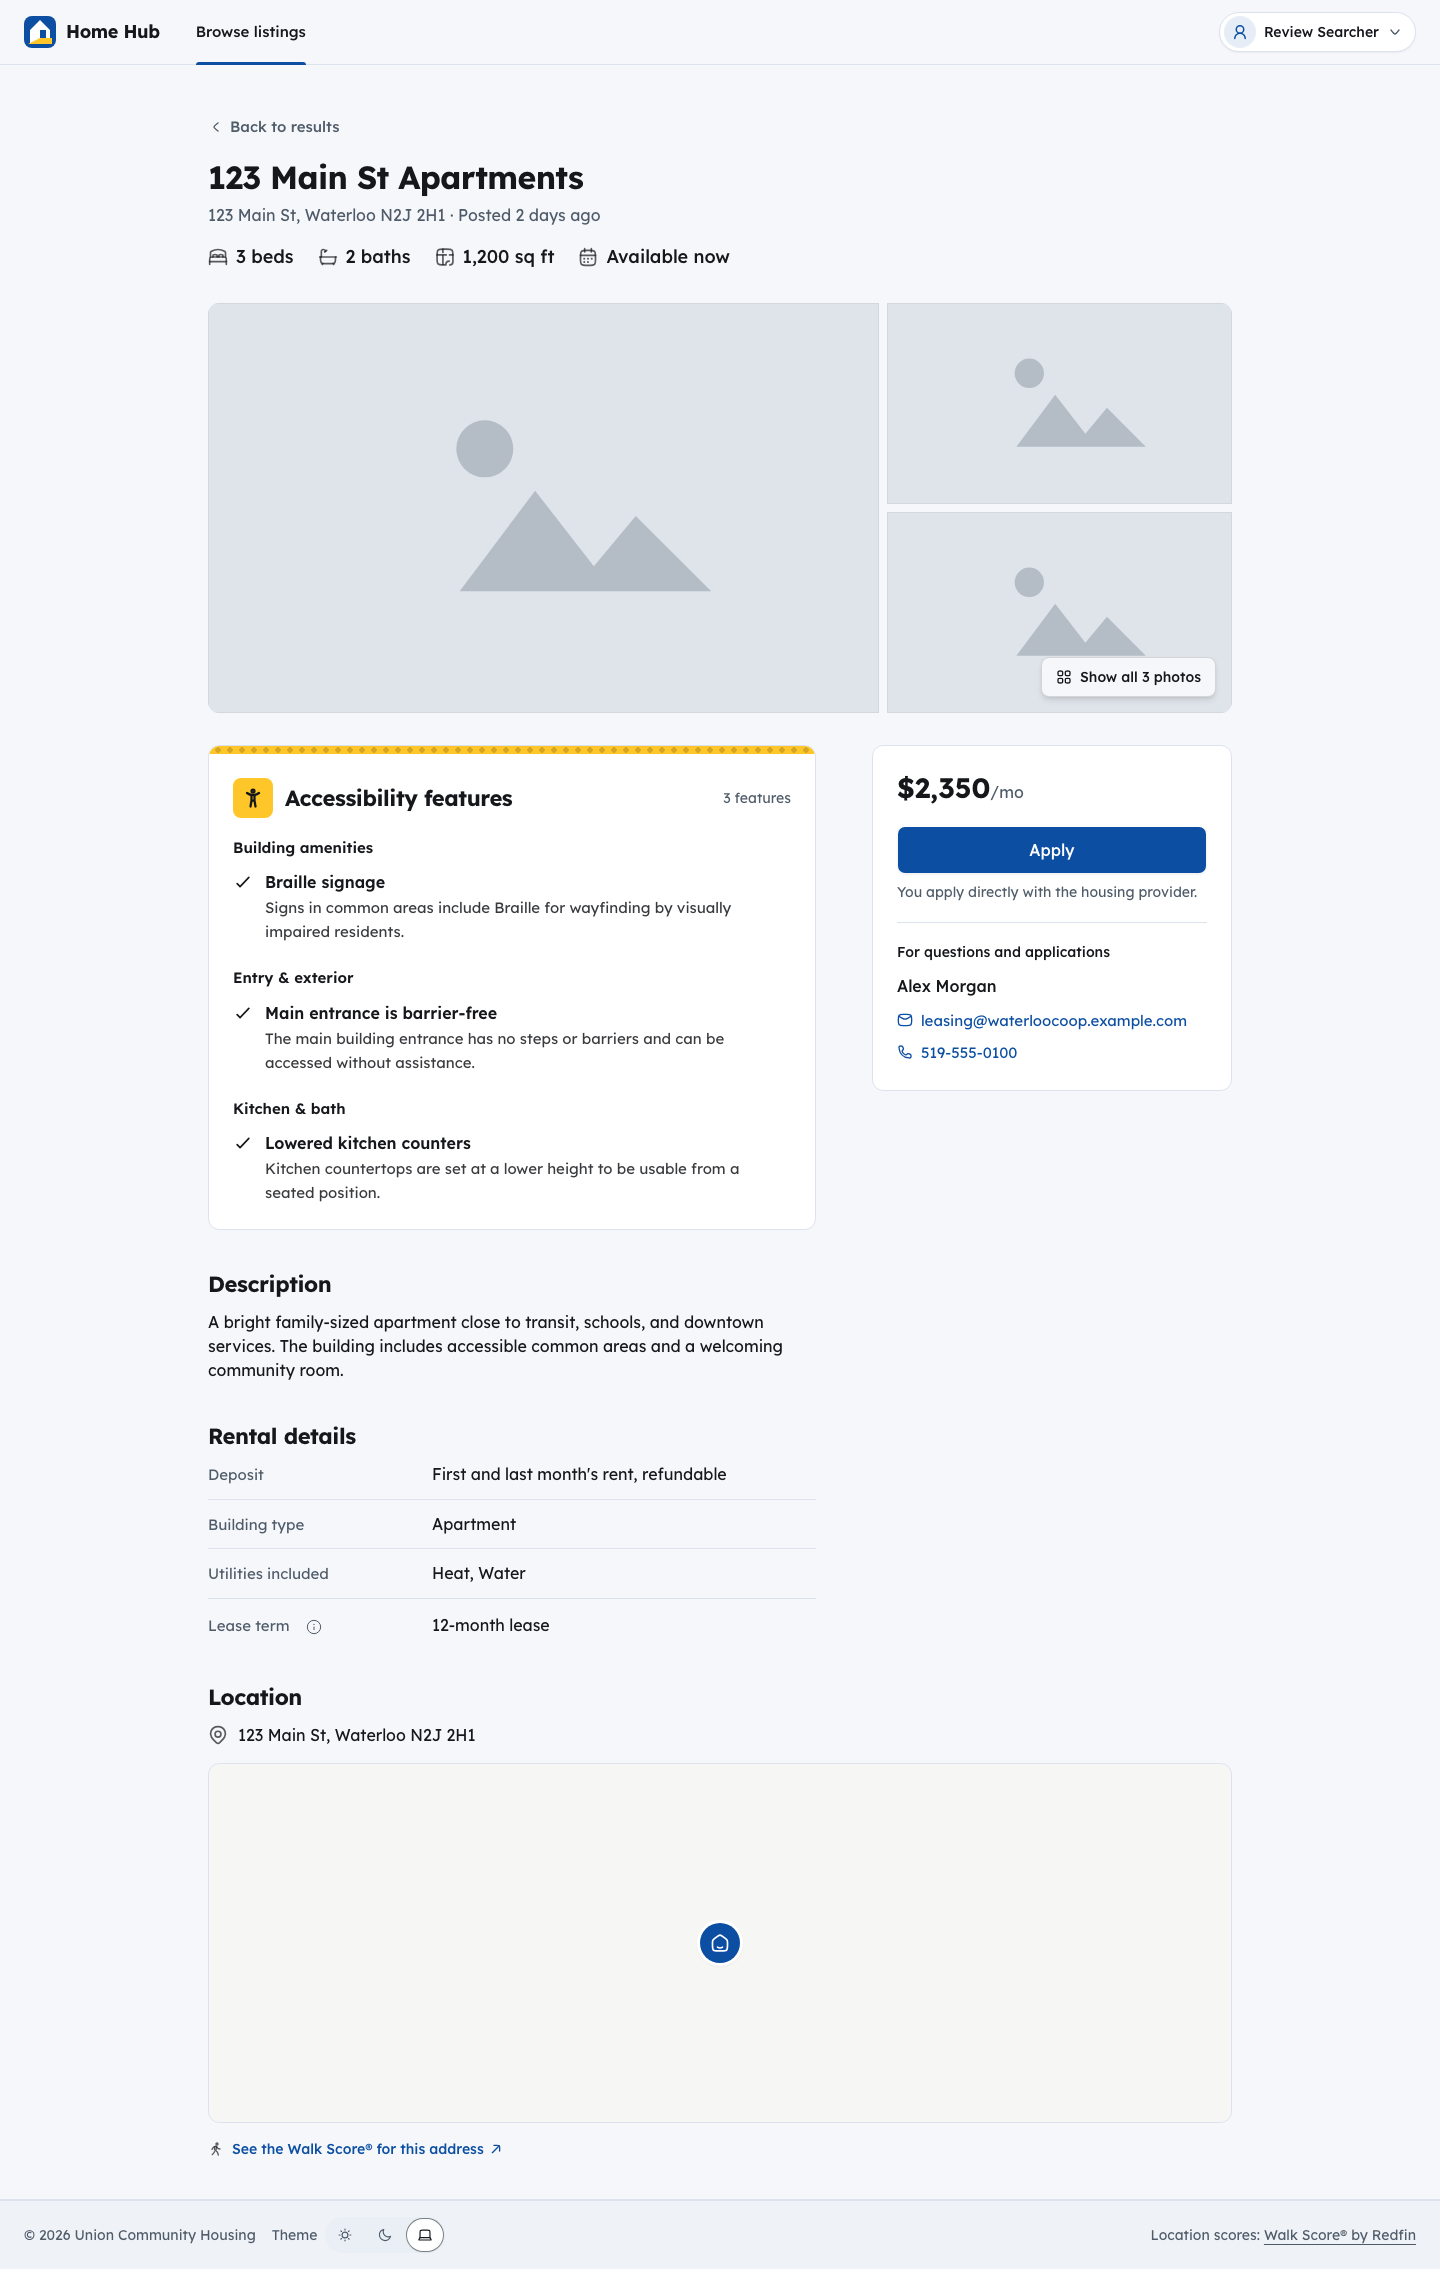 Home Hub
Browse listings
Review Searcher
Back to results
123 Main St Apartments
123 Main St, Waterloo N2J 2H1 · Posted 2 days ago
3 beds
2 baths
1,200 sq ft
Available now
Show all 3 photos
Accessibility features
3 features
Building amenities
Braille signage
Signs in common areas include Braille for wayfinding by visually
impaired residents.
Entry & exterior
Main entrance is barrier-free
The main building entrance has no steps or barriers and can be
accessed without assistance.
Kitchen & bath
Lowered kitchen counters
Kitchen countertops are set at a lower height to be usable from a
seated position.
$2,350/mo
Apply
You apply directly with the housing provider.
For questions and applications
Alex Morgan
leasing@waterloocoop.example.com
519-555-0100
Description
A bright family-sized apartment close to transit, schools, and downtown
services. The building includes accessible common areas and a welcoming
community room.
Rental details
Deposit
First and last month's rent, refundable
Building type
Apartment
Utilities included
Heat, Water
Lease term
12-month lease
Location
123 Main St, Waterloo N2J 2H1
See the Walk Score® for this address
© 2026 Union Community Housing
Theme
Location scores: Walk Score® by Redfin